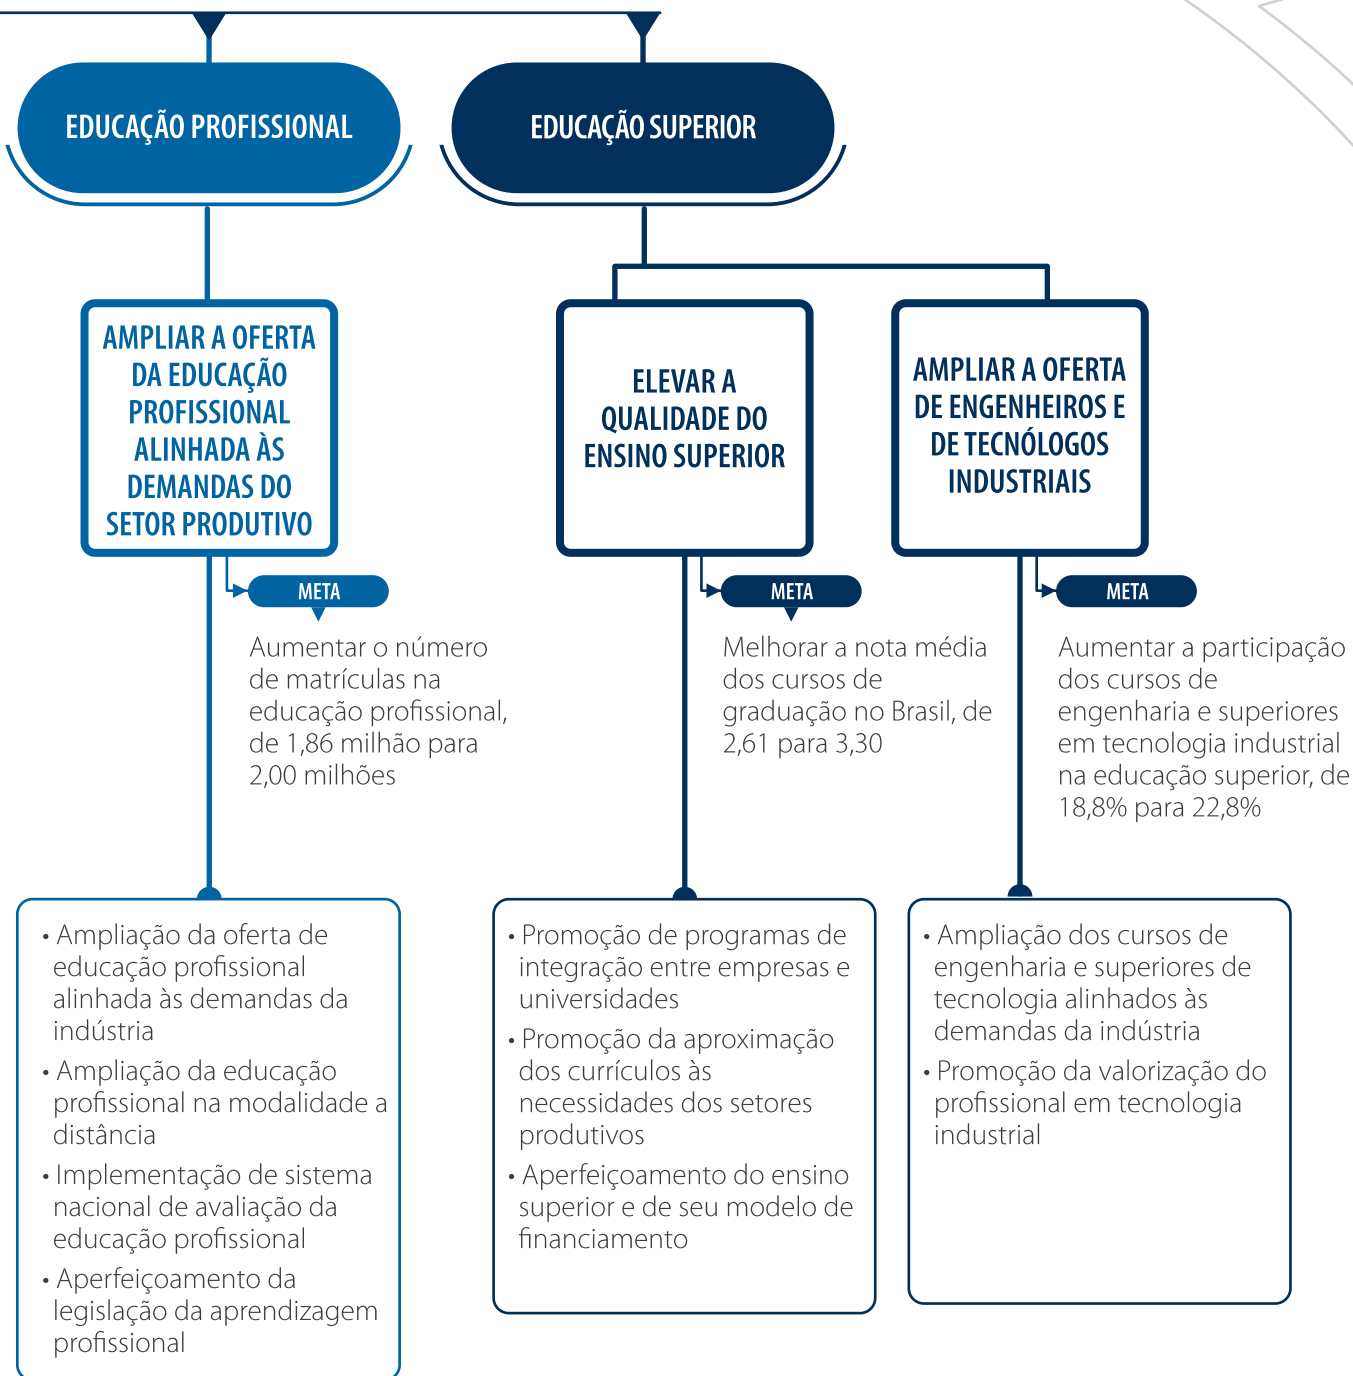 EDUCAÇÃO PROFISSIONAL
EDUCAÇÃO SUPERIOR
AMPLIAR A OFERTA
DA EDUCAÇÃO
PROFISSIONAL
ALINHADA ÀS
DEMANDAS DO
SETOR PRODUTIVO
META
Aumentar o número
de matrículas na
educação profissional,
de 1,86 milhão para
2,00 milhões
• Ampliação da oferta de
educação profissional
alinhada às demandas da
indústria
• Ampliação da educação
profissional na modalidade a
distância
• Implementação de sistema
nacional de avaliação da
educação profissional
• Aperfeiçoamento da
legislação da aprendizagem
profissional
ELEVAR A
QUALIDADE DO
ENSINO SUPERIOR
META
Melhorar a nota média
dos cursos de
graduação no Brasil, de
2,61 para 3,30
• Promoção de programas de
integração entre empresas e
universidades
• Promoção da aproximação
dos currículos às
necessidades dos setores
produtivos
• Aperfeiçoamento do ensino
superior e de seu modelo de
financiamento
AMPLIAR A OFERTA
DE ENGENHEIROS E
DE TECNÓLOGOS
INDUSTRIAIS
META
Aumentar a participação
dos cursos de
engenharia e superiores
em tecnologia industrial
na educação superior, de
18,8% para 22,8%
• Ampliação dos cursos de
engenharia e superiores de
tecnologia alinhados às
demandas da indústria
• Promoção da valorização do
profissional em tecnologia
industrial